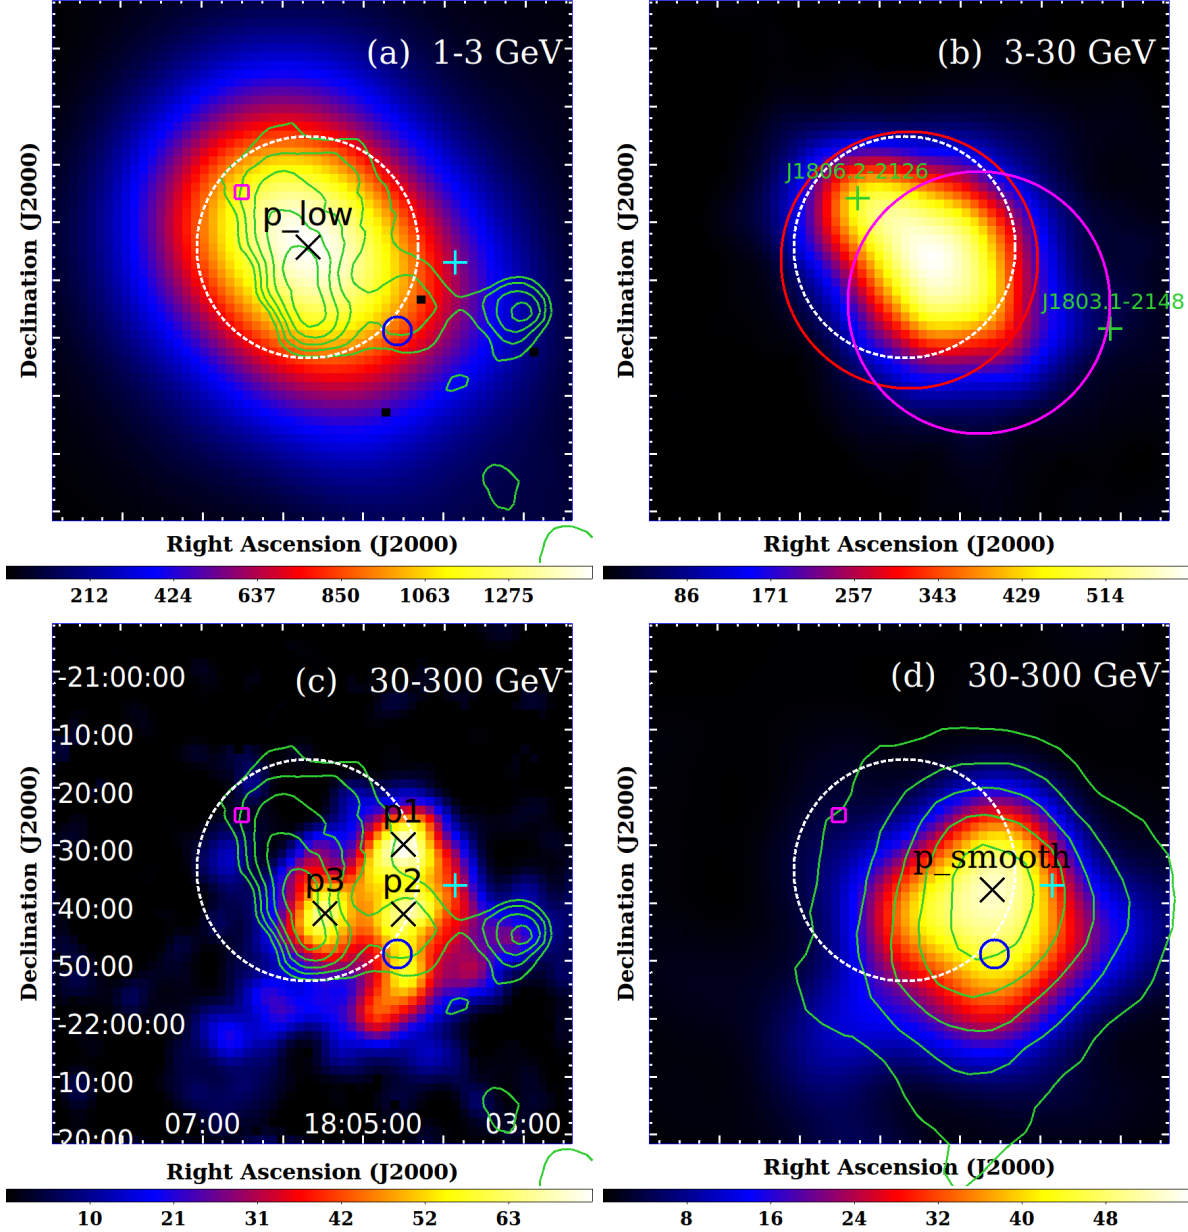 (a) 1-3 GeV
p_low
Declination (J2000)
Right Ascension (J2000)
212 424 637 850 1063 1275
(b) 3-30 GeV
J1806.2-2126
J1803.1-2148
Declination (J2000)
Right Ascension (J2000)
86 171 257 343 429 514
(c) 30-300 GeV
-21:00:00
10:00
20:00
30:00
40:00
50:00
-22:00:00
10:00
20:00
p1
p3 p2
07:00 18:05:00 03:00
Declination (J2000)
Right Ascension (J2000)
10 21 31 42 52 63
(d) 30-300 GeV
p_smooth
Declination (J2000)
Right Ascension (J2000)
8 16 24 32 40 48